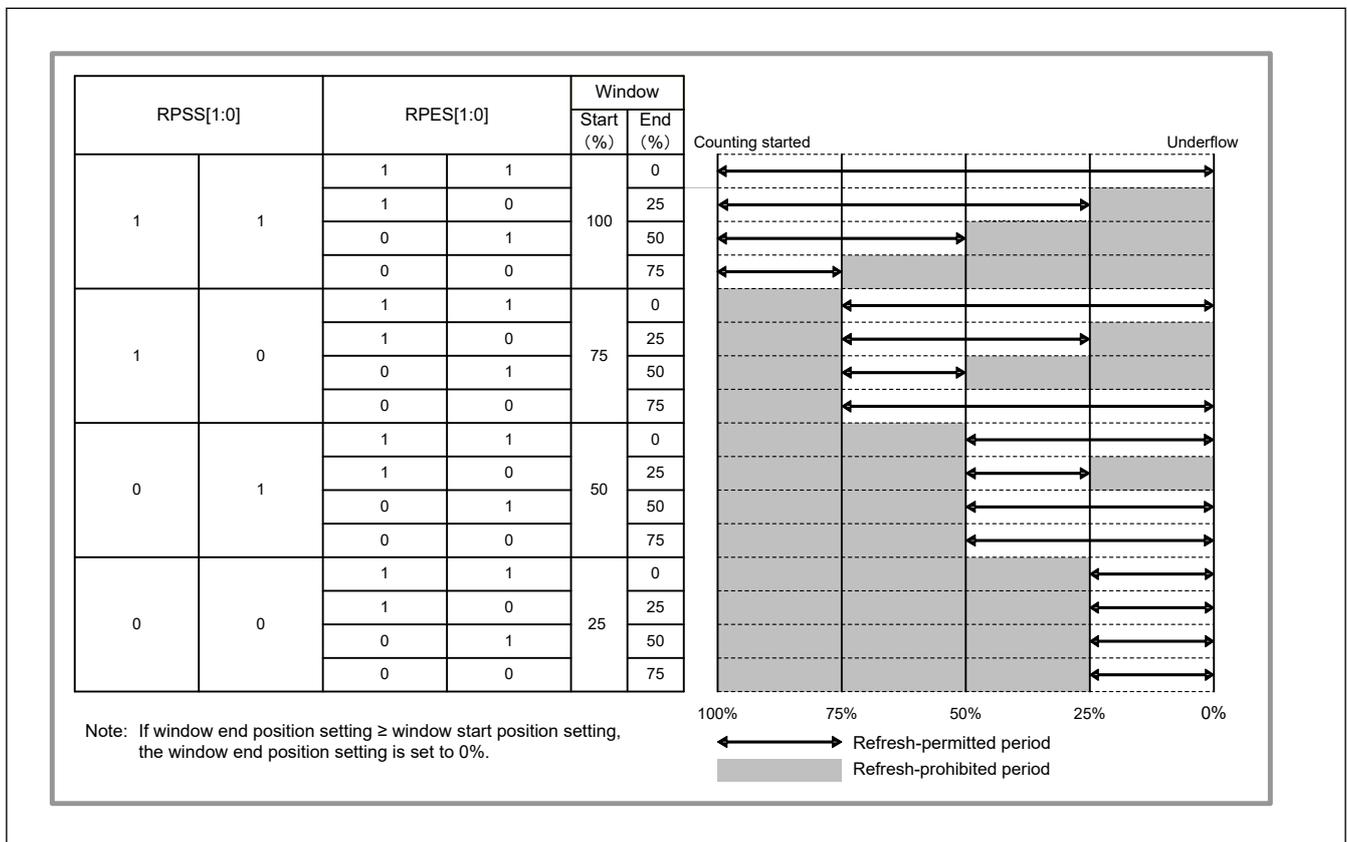 RPSS[1:0] RPES[1:0] Window
Start (%) End (%)
Counting started Underflow
1 1 1 1 100 0
1 0 25
0 1 50
0 0 75
1 0 1 1 75 0
1 0 25
0 1 50
0 0 75
0 1 1 1 50 0
1 0 25
0 1 50
0 0 75
0 0 1 1 25 0
1 0 25
0 1 50
0 0 75
100% 75% 50% 25% 0%
Note: If window end position setting ≥ window start position setting,
the window end position setting is set to 0%.
Refresh-permitted period
Refresh-prohibited period